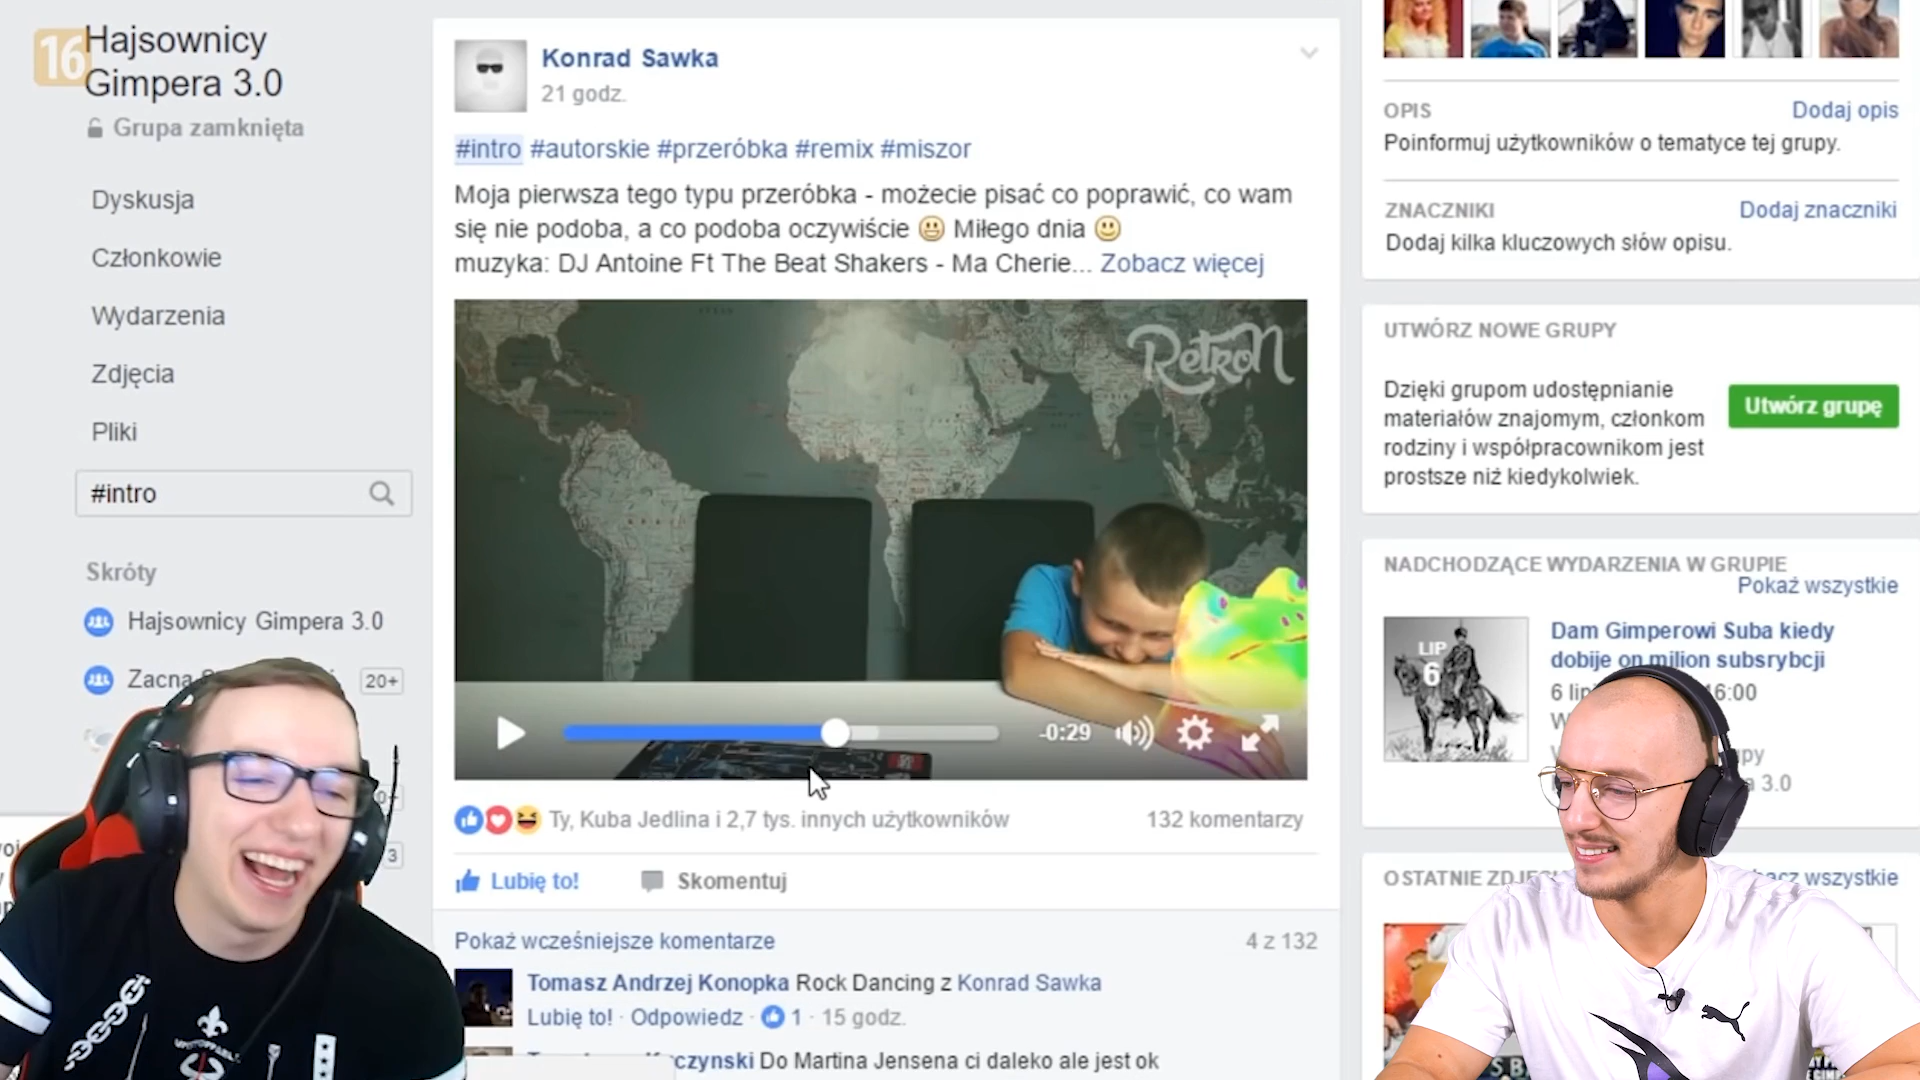 16
Hajsownicy
Gimpera 3.0
Grupa zamknięta
Dyskusja
Członkowie
Wydarzenia
Zdjęcia
Pliki
#intro
Skróty
Hajsownicy Gimpera 3.0
Zacna
20+
3
Konrad Sawka
21 godz.
#intro #autorskie #przeróbka #remix #miszor
Moja pierwsza tego typu przeróbka - możecie pisać co poprawić, co wam
się nie podoba, a co podoba oczywiście 😀 Miłego dnia 🙂
muzyka: DJ Antoine Ft The Beat Shakers - Ma Cherie... Zobacz więcej
RetroN
-0:29
Ty, Kuba Jedlina i 2,7 tys. innych użytkowników
132 komentarzy
Lubię to!
Skomentuj
Pokaż wcześniejsze komentarze
4 z 132
Tomasz Andrzej Konopka Rock Dancing z Konrad Sawka
Lubię to! · Odpowiedz · 1 · 15 godz.
Do Martina Jensena ci daleko ale jest ok
OPIS
Dodaj opis
Poinformuj użytkowników o tematyce tej grupy.
ZNACZNIKI
Dodaj znaczniki
Dodaj kilka kluczowych słów opisu.
UTWÓRZ NOWE GRUPY
Dzięki grupom udostępnianie
materiałów znajomym, członkom
rodziny i współpracownikom jest
prostsze niż kiedykolwiek.
Utwórz grupę
NADCHODZĄCE WYDARZENIA W GRUPIE
Pokaż wszystkie
LIP
6
Dam Gimperowi Suba kiedy
dobije on milion subsrybcji
6
16:00
3.0
OSTATNIE
wszystkie
PUMA